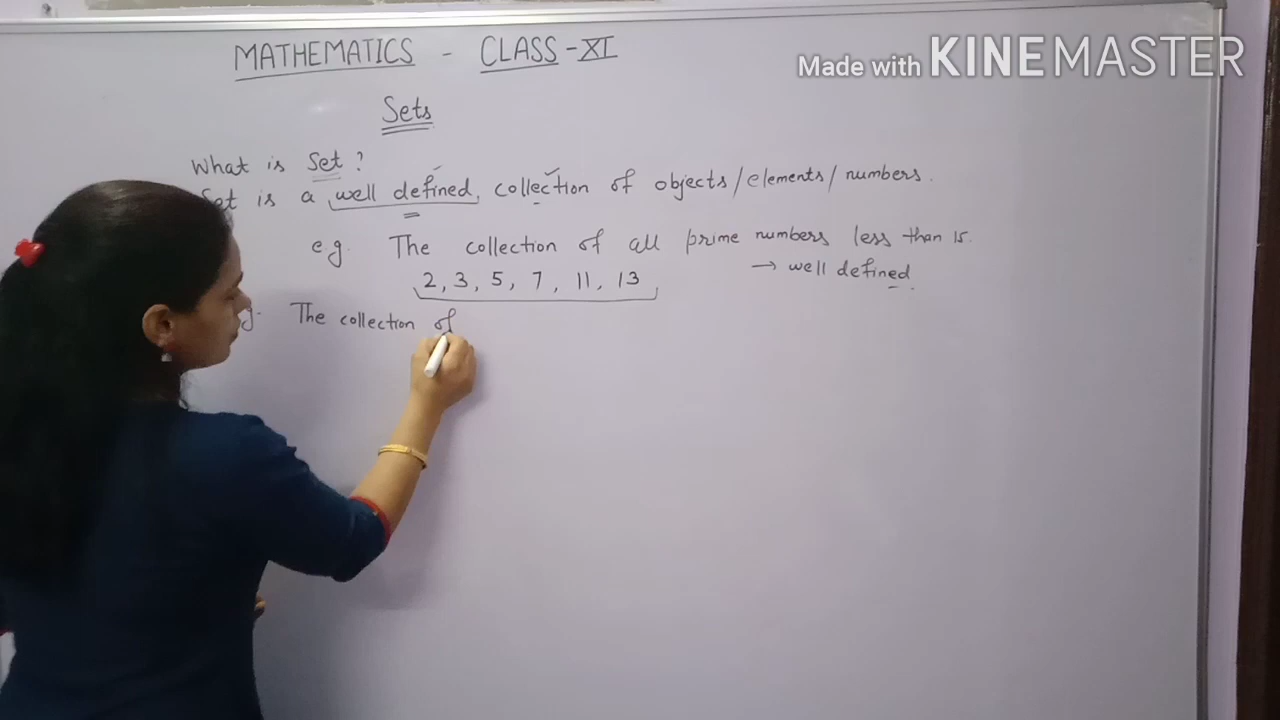 MATHEMATICS - CLASS-XI
Made with KINEMASTER
Sets
What is Set?
Set is a well defined, collection of objects/elements/numbers.
e.g. The collection of all prime numbers less than 15.
2, 3, 5, 7, 11, 13 → well defined
g. The collection of